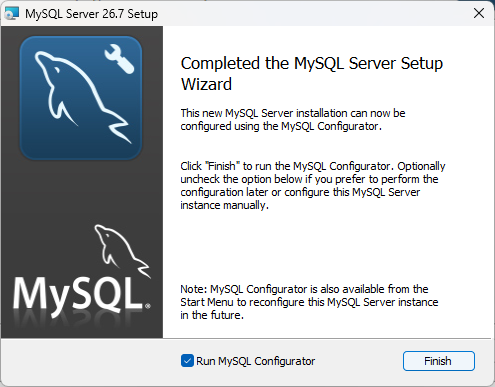 MySQL Server 26.7 Setup
Completed the MySQL Server Setup
Wizard
This new MySQL Server installation can now be
configured using the MySQL Configurator.
Click "Finish" to run the MySQL Configurator. Optionally
uncheck the option below if you prefer to perform the
configuration later or configure this MySQL Server
instance manually.
MySQL®
Note: MySQL Configurator is also available from the
Start Menu to reconfigure this MySQL Server instance
in the future.
Run MySQL Configurator
Finish